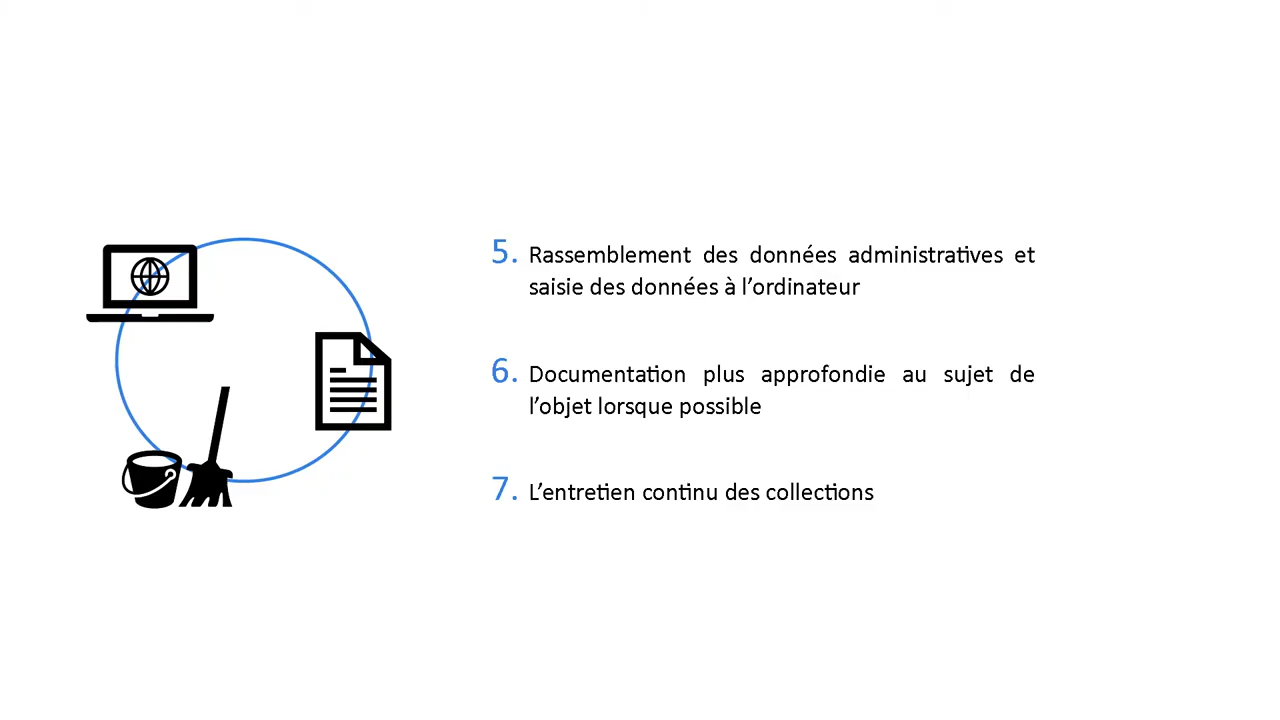 5. Rassemblement des données administratives et
saisie des données à l’ordinateur
6. Documentation plus approfondie au sujet de
l’objet lorsque possible
7. L’entretien continu des collections